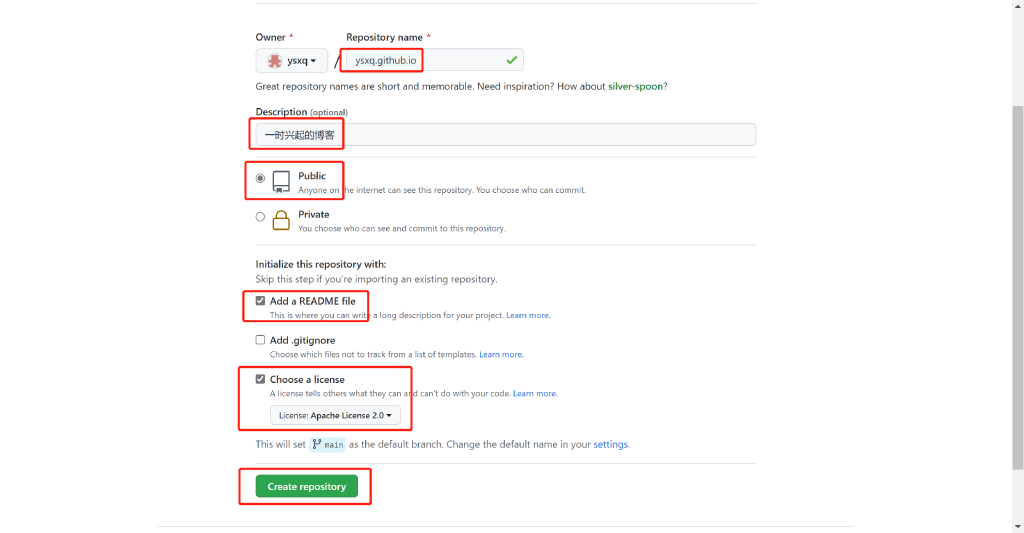 Owner * Repository name *
ysxq / ysxq.github.io
Great repository names are short and memorable. Need inspiration? How about silver-spoon?
Description (optional)
一时兴起的博客
Public
Anyone on the internet can see this repository. You choose who can commit.
Private
You choose who can see and commit to this repository.
Initialize this repository with:
Skip this step if you're importing an existing repository.
Add a README file
This is where you can write a long description for your project. Learn more.
Add .gitignore
Choose which files not to track from a list of templates. Learn more.
Choose a license
A license tells others what they can and can't do with your code. Learn more.
License: Apache License 2.0
This will set main as the default branch. Change the default name in your settings.
Create repository